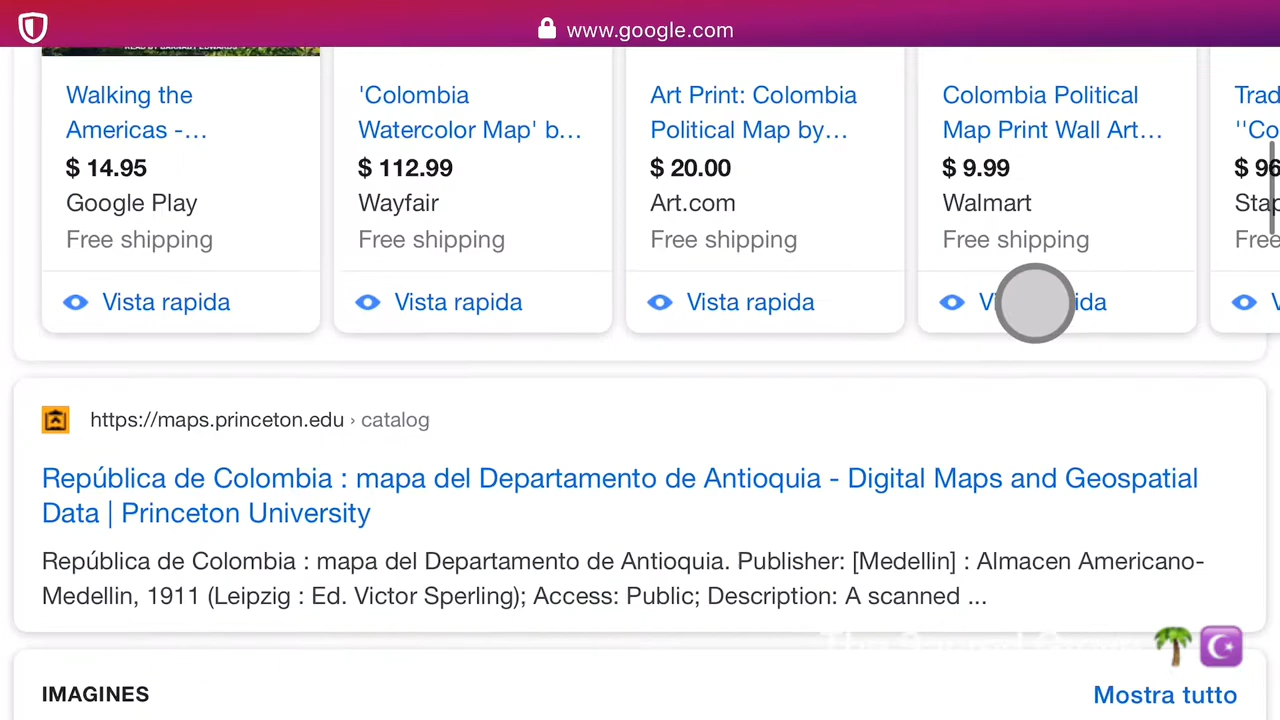 www.google.com
READ BY BARNABY EDWARDS
Walking the
Americas -...
$ 14.95
Google Play
Free shipping
Vista rapida
'Colombia
Watercolor Map' b...
$ 112.99
Wayfair
Free shipping
Vista rapida
Art Print: Colombia
Political Map by...
$ 20.00
Art.com
Free shipping
Vista rapida
Colombia Political
Map Print Wall Art...
$ 9.99
Walmart
Free shipping
https://maps.princeton.edu › catalog
República de Colombia : mapa del Departamento de Antioquia - Digital Maps and Geospatial
Data | Princeton University
República de Colombia : mapa del Departamento de Antioquia. Publisher: [Medellin] : Almacen Americano-
Medellin, 1911 (Leipzig : Ed. Victor Sperling); Access: Public; Description: A scanned ...
IMAGINES
Mostra tutto